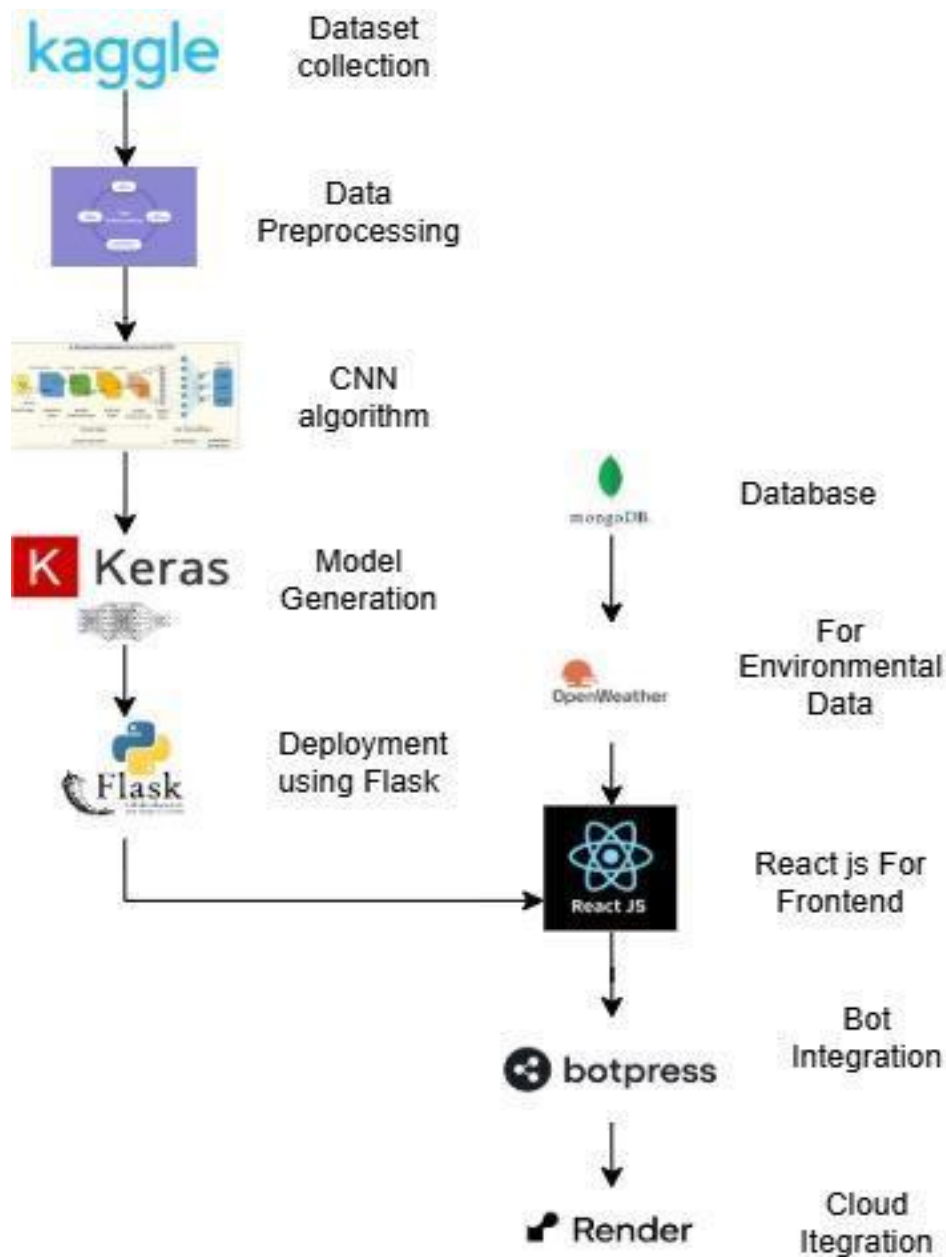 kaggle
Dataset
collection
Data
Preprocessing
CNN
algorithm
K Keras
Model
Generation
Flask
Deployment
using Flask
mongoDB
Database
OpenWeather
For
Environmental
Data
React JS
React js For
Frontend
botpress
Bot
Integration
Render
Cloud
Itegration